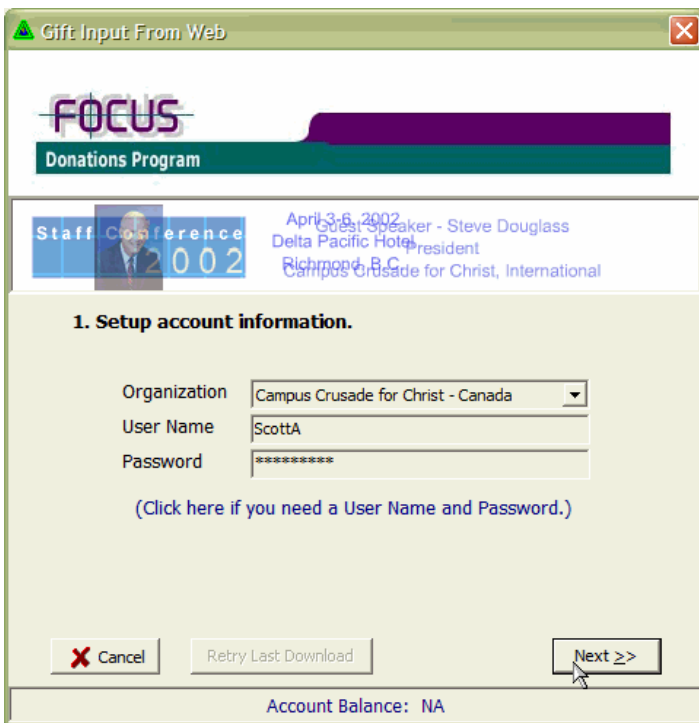 Gift Input From Web
FOCUS
Donations Program
Staff Conference
2002
April 3-6, 2002
Delta Pacific Hotel
Richmond, B.C.
Guest Speaker - Steve Douglass
President
Campus Crusade for Christ, International
1. Setup account information.
Organization Campus Crusade for Christ - Canada
User Name ScottA
Password *********
(Click here if you need a User Name and Password.)
Cancel Retry Last Download Next >>
Account Balance: NA